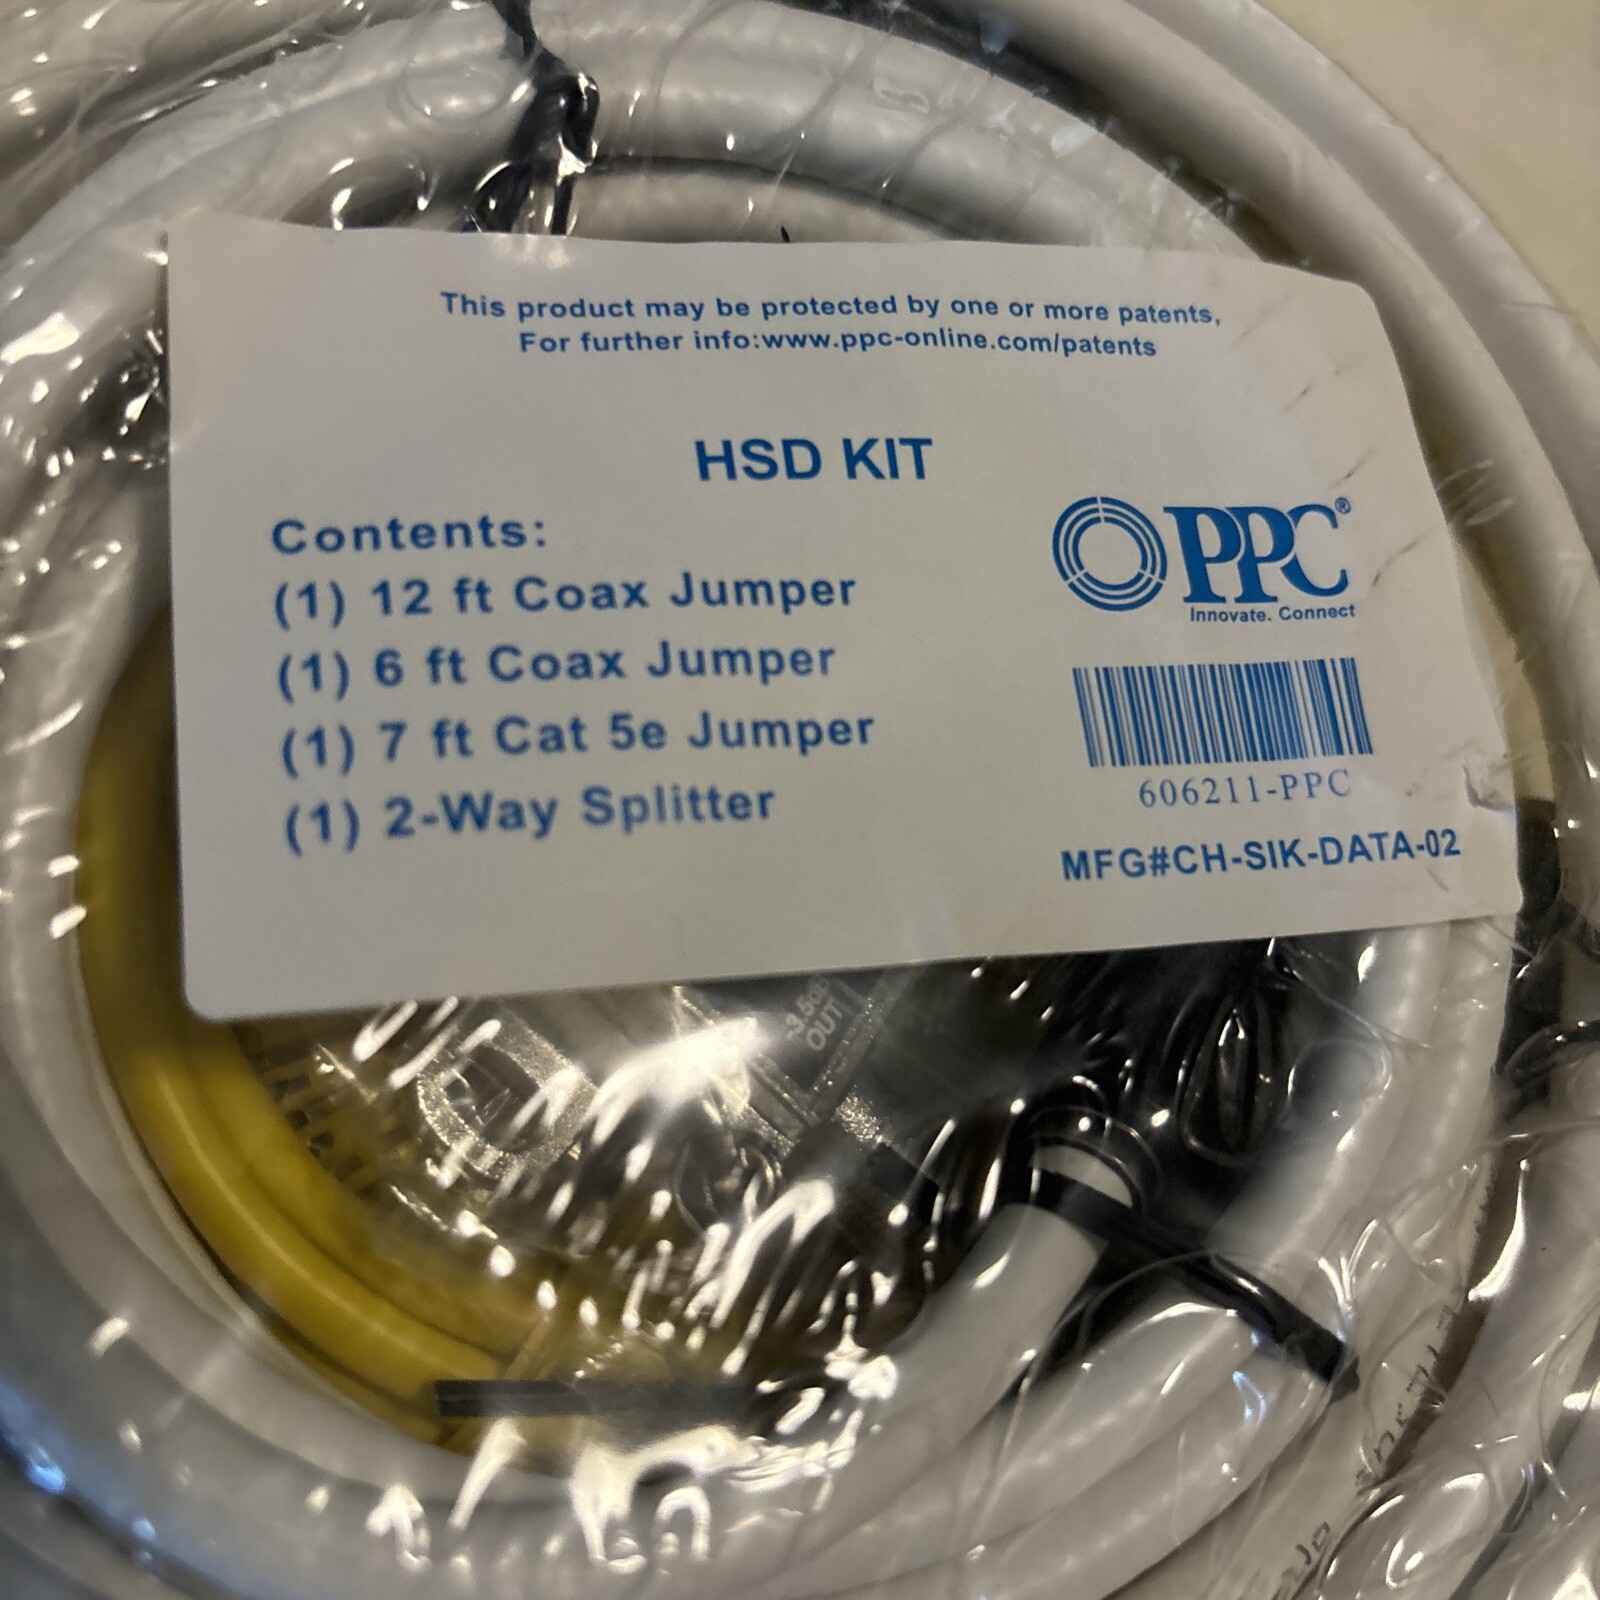 This product may be protected by one or more patents,
For further info:www.ppc-online.com/patents
HSD KIT
Contents:
(1) 12 ft Coax Jumper
(1) 6 ft Coax Jumper
(1) 7 ft Cat 5e Jumper
(1) 2-Way Splitter
PPC®
Innovate. Connect
606211-PPC
MFG#CH-SIK-DATA-02
OUT